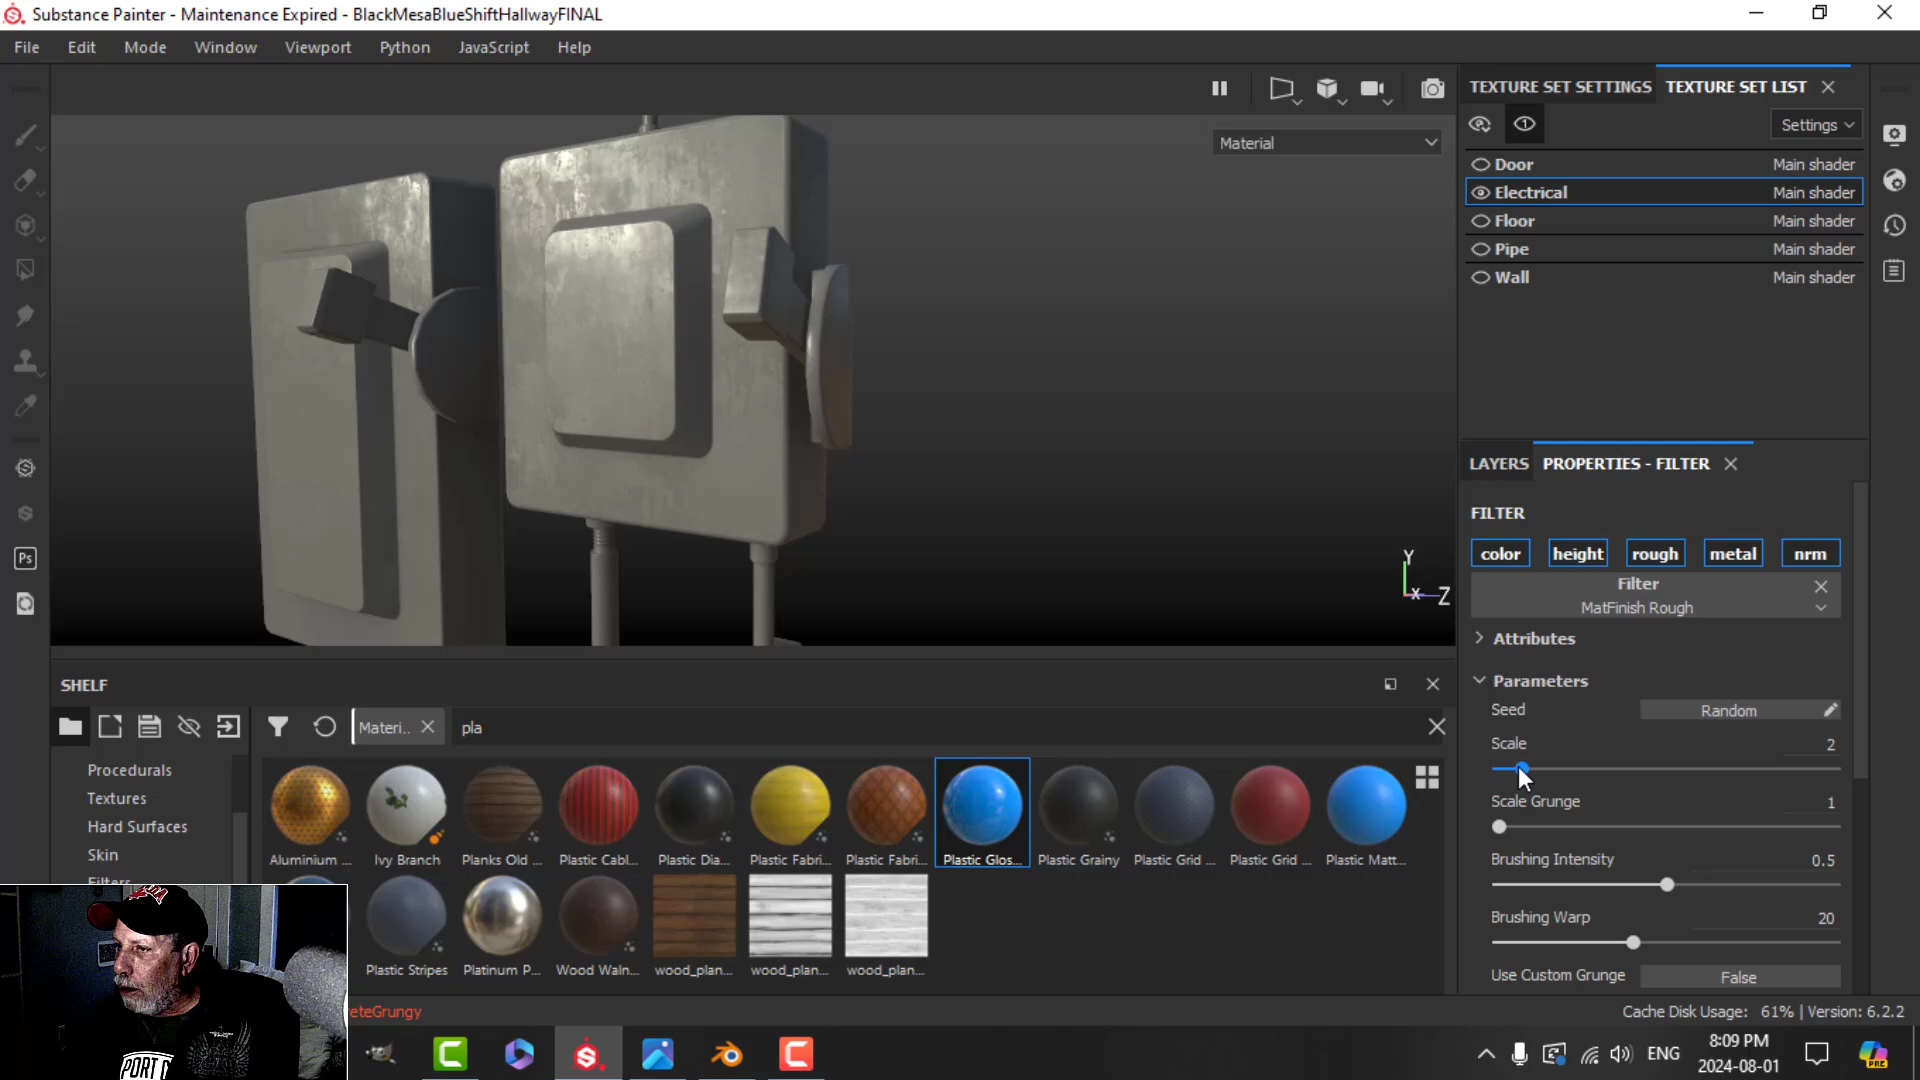 Substance Painter - Maintenance Expired - BlackMesaBlueShiftHallwayFINAL
File Edit Mode Window Viewport Python JavaScript Help
TEXTURE SET SETTINGS TEXTURE SET LIST
Material
Settings
Door Main shader
Electrical Main shader
Floor Main shader
Pipe Main shader
Wall Main shader
Y
X
Z
LAYERS PROPERTIES - FILTER
FILTER
color height rough metal nrm
Filter
MatFinish Rough
Attributes
Parameters
Seed Random
Scale 2
Scale Grunge 1
Brushing Intensity 0.5
Brushing Warp 20
Use Custom Grunge False
SHELF
Materi.. pla
Procedurals
Textures
Hard Surfaces
Skin
Filters
Aluminium ... Ivy Branch Planks Old ... Plastic Cabl... Plastic Dia... Plastic Fabri... Plastic Fabri... Plastic Glos... Plastic Grainy Plastic Grid ... Plastic Grid ... Plastic Matt...
Plastic Stripes Platinum P... Wood Waln... wood_plan... wood_plan... wood_plan...
eteGrungy
Cache Disk Usage: 61% | Version: 6.2.2
Ps
PORT
ENG
8:09 PM
2024-08-01
PRE